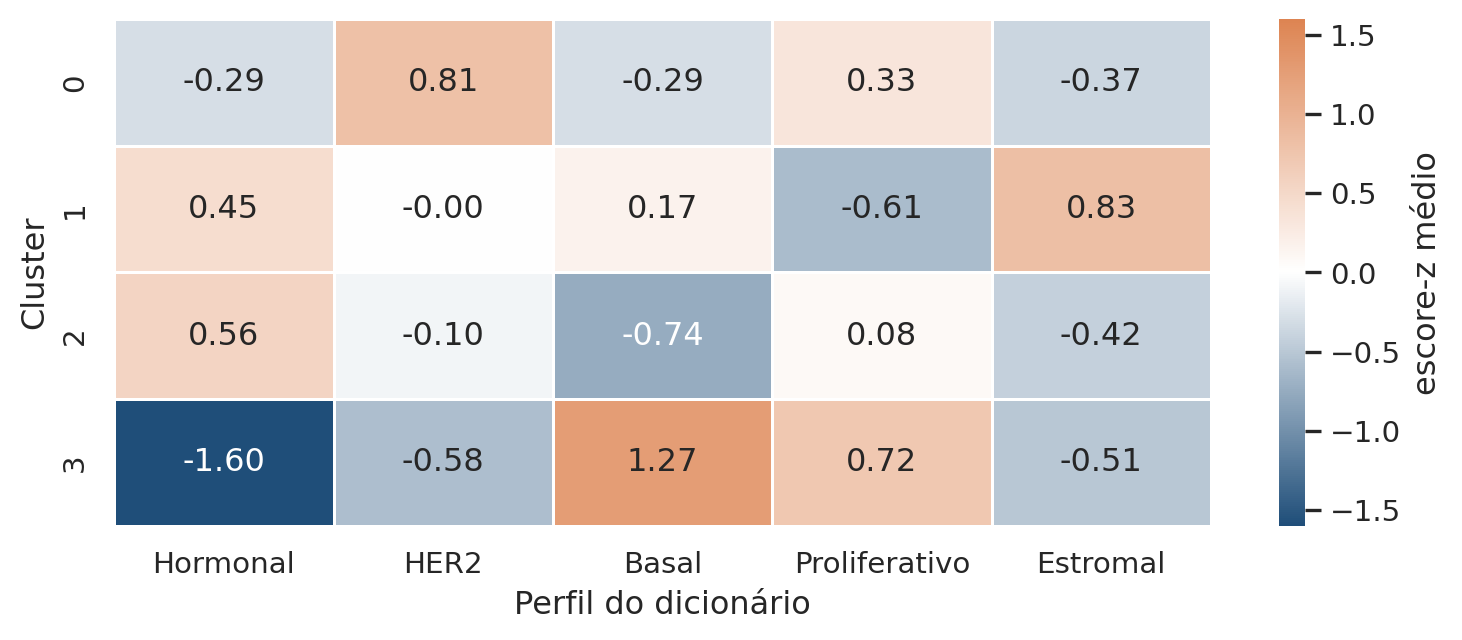 0 -0.29 0.81 -0.29 0.33 -0.37
1 0.45 -0.00 0.17 -0.61 0.83
2 0.56 -0.10 -0.74 0.08 -0.42
3 -1.60 -0.58 1.27 0.72 -0.51
Cluster
Hormonal HER2 Basal Proliferativo Estromal
Perfil do dicionário
1.5
1.0
0.5
0.0
−0.5
−1.0
−1.5
escore-z médio